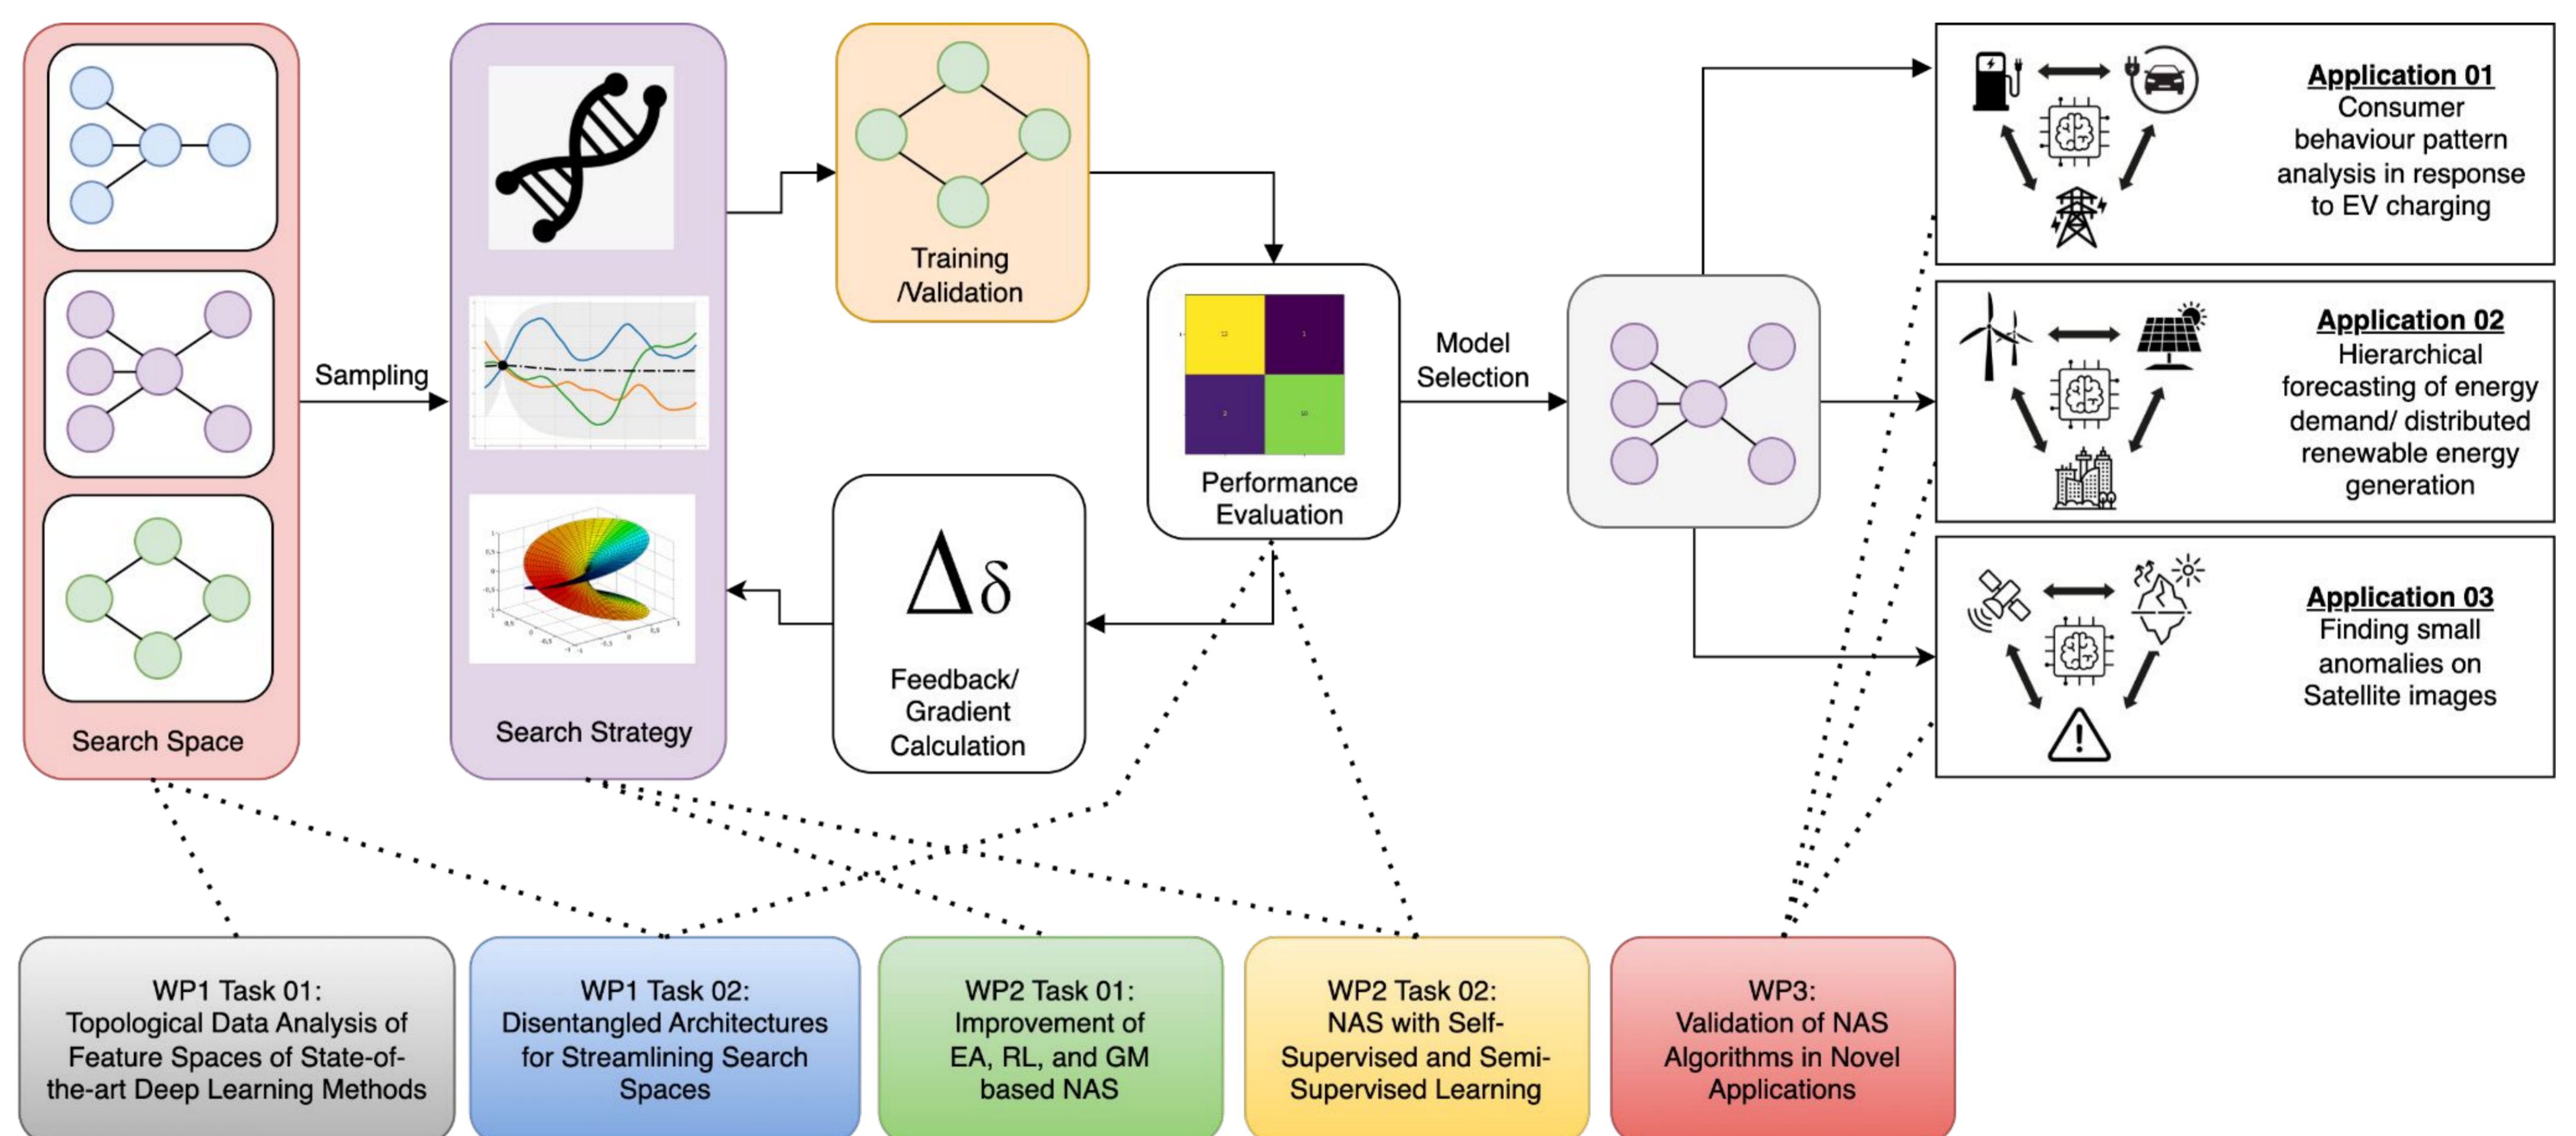 Search Space
Sampling
Search Strategy
Training
/Validation
12
1
2
10
Performance
Evaluation
Δδ
Feedback/
Gradient
Calculation
Model
Selection
Application 01
Consumer
behaviour pattern
analysis in response
to EV charging
Application 02
Hierarchical
forecasting of energy
demand/ distributed
renewable energy
generation
Application 03
Finding small
anomalies on
Satellite images
WP1 Task 01:
Topological Data Analysis of
Feature Spaces of State-of-
the-art Deep Learning Methods
WP1 Task 02:
Disentangled Architectures
for Streamlining Search
Spaces
WP2 Task 01:
Improvement of
EA, RL, and GM
based NAS
WP2 Task 02:
NAS with Self-
Supervised and Semi-
Supervised Learning
WP3:
Validation of NAS
Algorithms in Novel
Applications